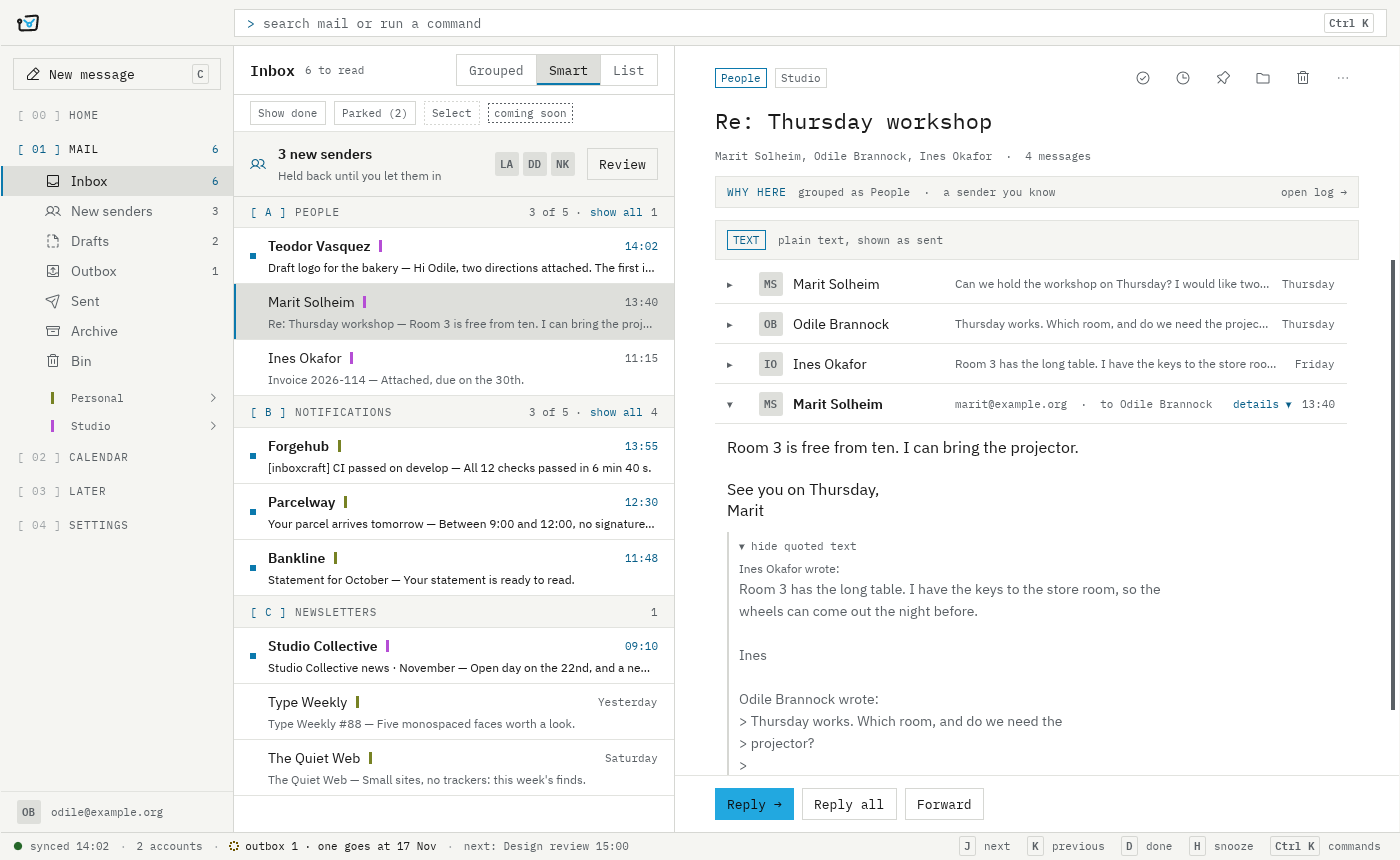 > search mail or run a command
Ctrl K
New message C
[ 00 ] HOME
[ 01 ] MAIL 6
Inbox 6
New senders 3
Drafts 2
Outbox 1
Sent
Archive
Bin
Personal
Studio
[ 02 ] CALENDAR
[ 03 ] LATER
[ 04 ] SETTINGS
OB odile@example.org
Inbox 6 to read
Grouped Smart List
Show done Parked (2) Select coming soon
3 new senders
Held back until you let them in
LA DD NK Review
[ A ] PEOPLE 3 of 5 · show all 1
Teodor Vasquez 14:02
Draft logo for the bakery — Hi Odile, two directions attached. The first i…
Marit Solheim 13:40
Re: Thursday workshop — Room 3 is free from ten. I can bring the proj…
Ines Okafor 11:15
Invoice 2026-114 — Attached, due on the 30th.
[ B ] NOTIFICATIONS 3 of 5 · show all 4
Forgehub 13:55
[inboxcraft] CI passed on develop — All 12 checks passed in 6 min 40 s.
Parcelway 12:30
Your parcel arrives tomorrow — Between 9:00 and 12:00, no signature…
Bankline 11:48
Statement for October — Your statement is ready to read.
[ C ] NEWSLETTERS 1
Studio Collective 09:10
Studio Collective news · November — Open day on the 22nd, and a ne…
Type Weekly Yesterday
Type Weekly #88 — Five monospaced faces worth a look.
The Quiet Web Saturday
The Quiet Web — Small sites, no trackers: this week's finds.
People Studio
Re: Thursday workshop
Marit Solheim, Odile Brannock, Ines Okafor · 4 messages
WHY HERE grouped as People · a sender you know open log →
TEXT plain text, shown as sent
▸ MS Marit Solheim Can we hold the workshop on Thursday? I would like two… Thursday
▸ OB Odile Brannock Thursday works. Which room, and do we need the projec… Thursday
▸ IO Ines Okafor Room 3 has the long table. I have the keys to the store roo… Friday
▾ MS Marit Solheim marit@example.org · to Odile Brannock details ▾ 13:40
Room 3 is free from ten. I can bring the projector.
See you on Thursday,
Marit
▾ hide quoted text
Ines Okafor wrote:
Room 3 has the long table. I have the keys to the store room, so the
wheels can come out the night before.
Ines
Odile Brannock wrote:
> Thursday works. Which room, and do we need the
> projector?
>
Reply → Reply all Forward
synced 14:02 · 2 accounts · outbox 1 · one goes at 17 Nov · next: Design review 15:00
J next K previous D done H snooze Ctrl K commands